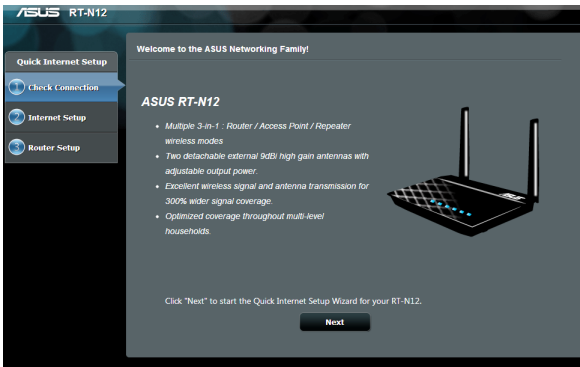 ASUS RT-N12
Welcome to the ASUS Networking Family!
Quick Internet Setup
1 Check Connection
2 Internet Setup
3 Router Setup
ASUS RT-N12
• Multiple 3-in-1 : Router / Access Point / Repeater
wireless modes
• Two detachable external 9dBi high gain antennas with
adjustable output power.
• Excellent wireless signal and antenna transmission for
300% wider signal coverage.
• Optimized coverage throughout multi-level
households.
ASUS
Click "Next" to start the Quick Internet Setup Wizard for your RT-N12.
Next